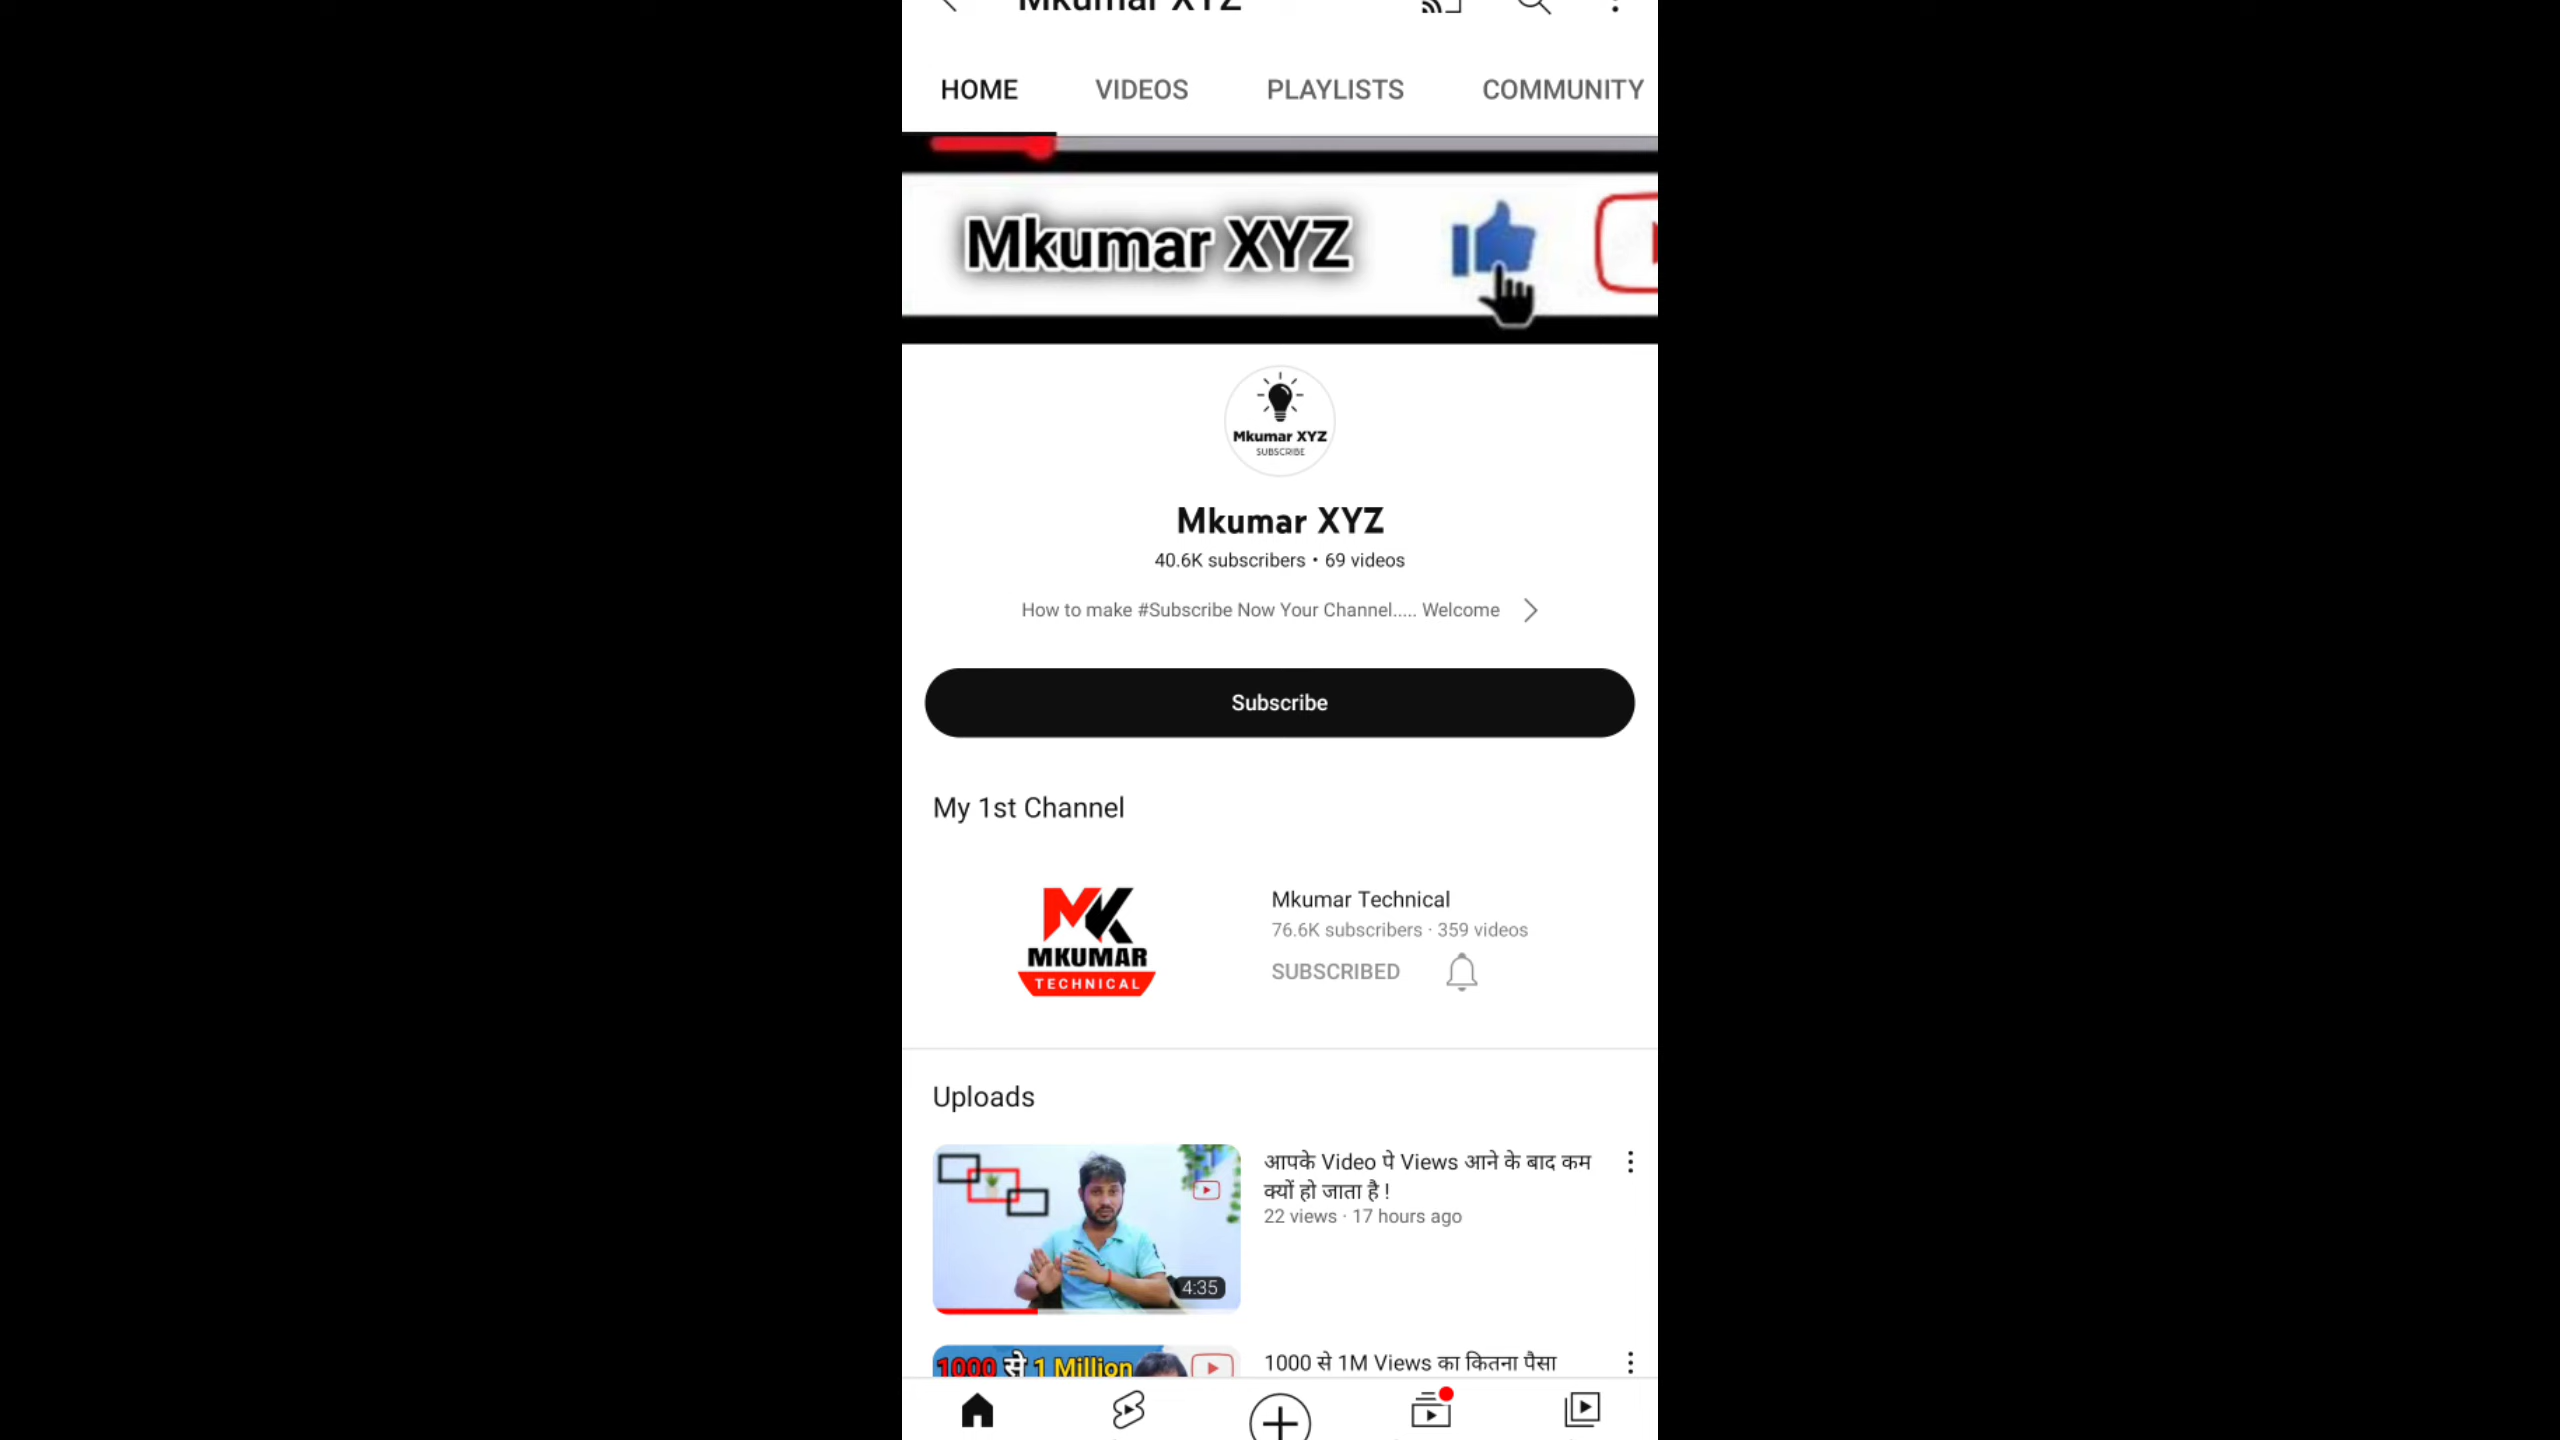 Mkumar XYZ
HOME VIDEOS PLAYLISTS COMMUNITY
Mkumar XYZ
Mkumar XYZ
SUBSCRIBE
Mkumar XYZ
40.6K subscribers • 69 videos
How to make #Subscribe Now Your Channel..... Welcome
Subscribe
My 1st Channel
MK
MKUMAR
TECHNICAL
Mkumar Technical
76.6K subscribers · 359 videos
SUBSCRIBED
Uploads
आपके Video पे Views आने के बाद कम
क्यों हो जाता है !
22 views · 17 hours ago
4:35
1000 से 1 Million
1000 से 1M Views का कितना पैसा